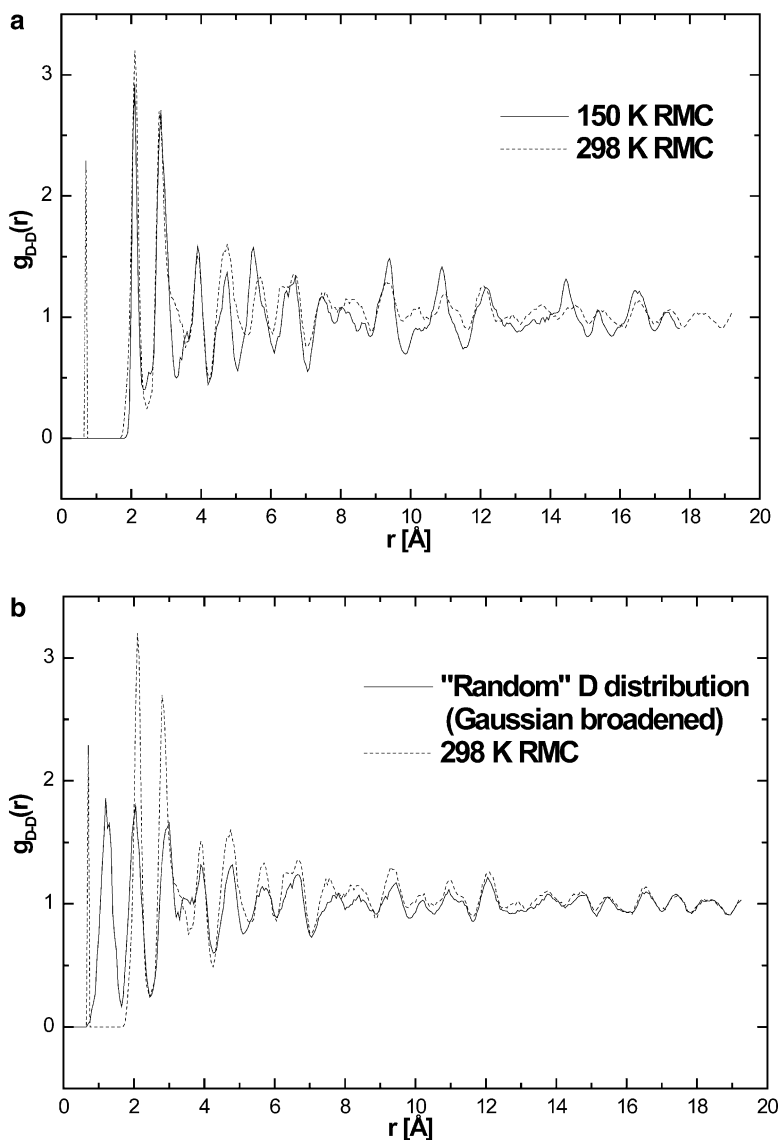 a
3
2
1
0
g_D-D(r)
150 K RMC
298 K RMC
0 2 4 6 8 10 12 14 16 18 20
r [Å]
b
3
2
1
0
g_D-D(r)
"Random" D distribution
(Gaussian broadened)
298 K RMC
0 2 4 6 8 10 12 14 16 18 20
r [Å]